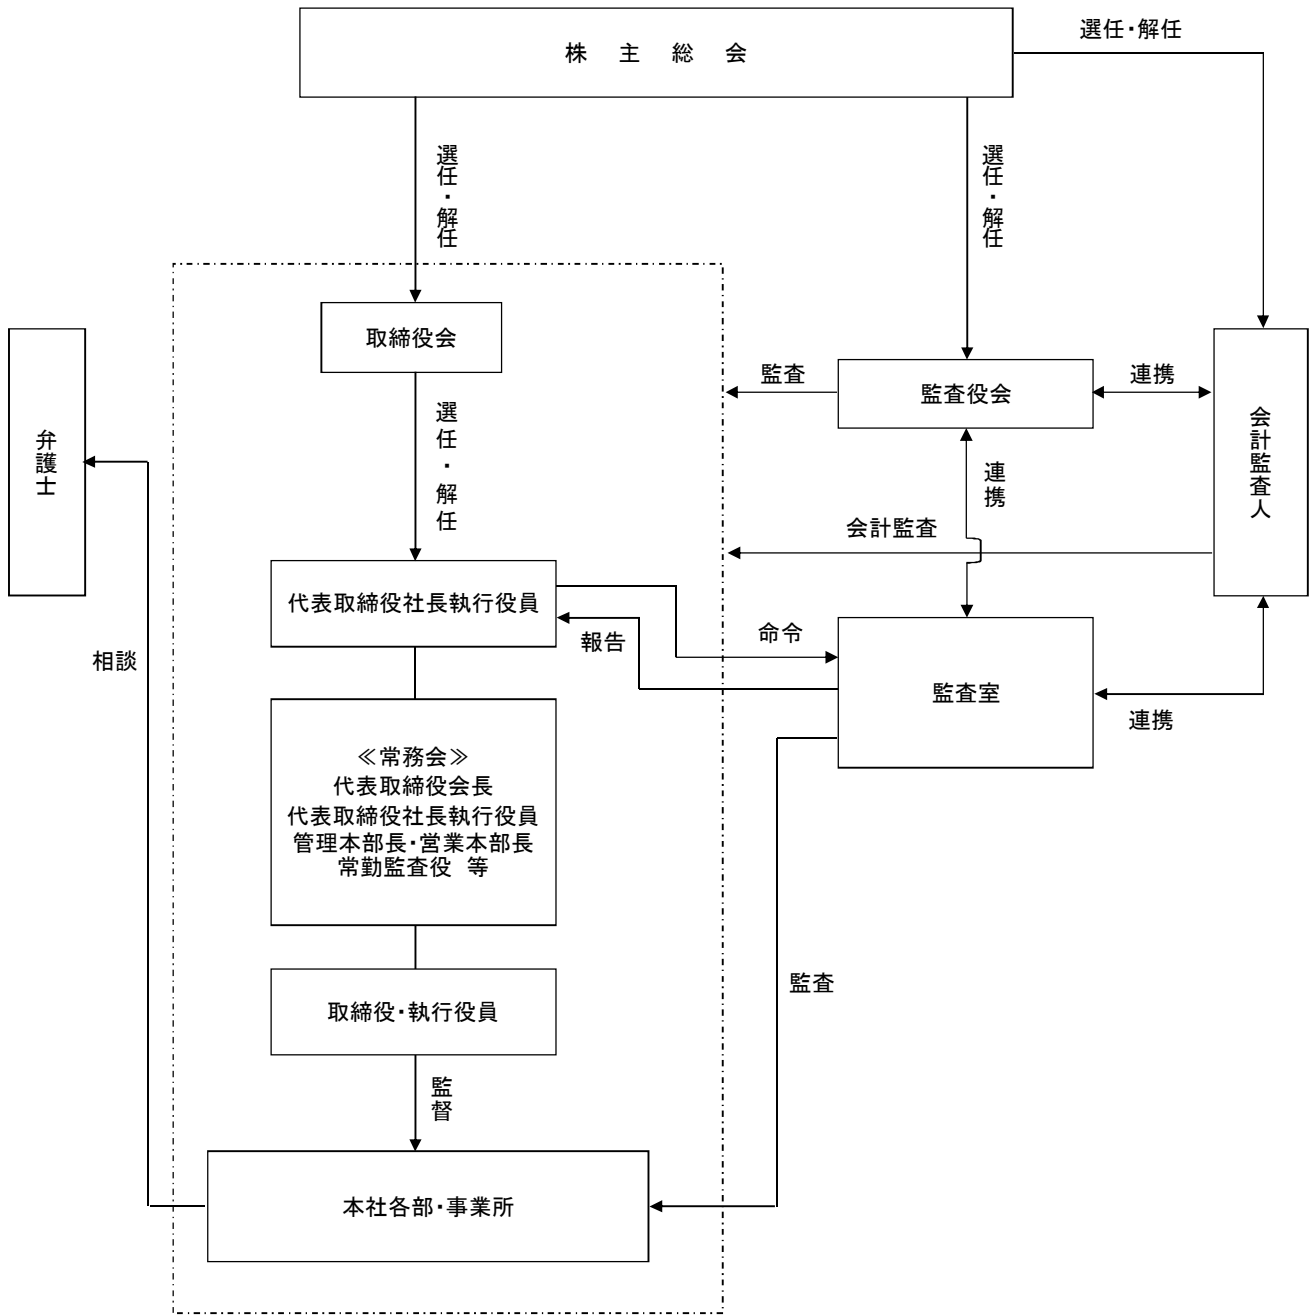 株 主 総 会
選任・解任
選任・解任
選任・解任
取締役会
監査
監査役会
連携
会計監査人
弁護士
選任・解任
連携
会計監査
代表取締役社長執行役員
報告
命令
相談
監査室
連携
≪常務会≫
代表取締役会長
代表取締役社長執行役員
管理本部長・営業本部長
常勤監査役 等
監査
取締役・執行役員
監督
本社各部・事業所